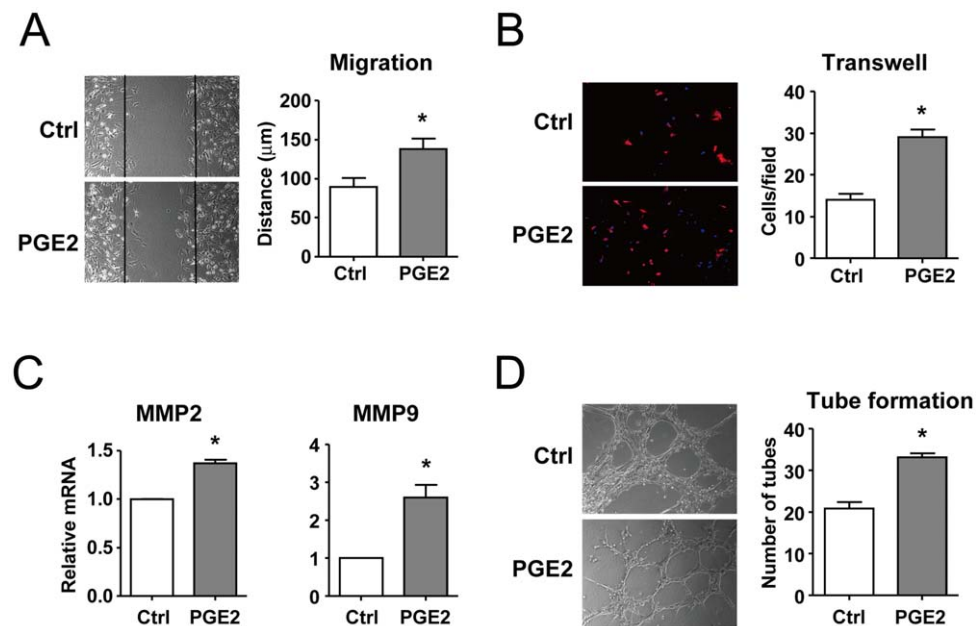 A
Migration
Ctrl
PGE2
Distance (μm)
200
150
100
50
0
Ctrl PGE2
*
B
Transwell
Ctrl
PGE2
Cells/field
40
30
20
10
0
Ctrl PGE2
*
C
MMP2
Relative mRNA
1.5
1.0
0.5
0.0
Ctrl PGE2
*
MMP9
4
3
2
1
0
Ctrl PGE2
*
D
Tube formation
Ctrl
PGE2
Number of tubes
40
30
20
10
0
Ctrl PGE2
*